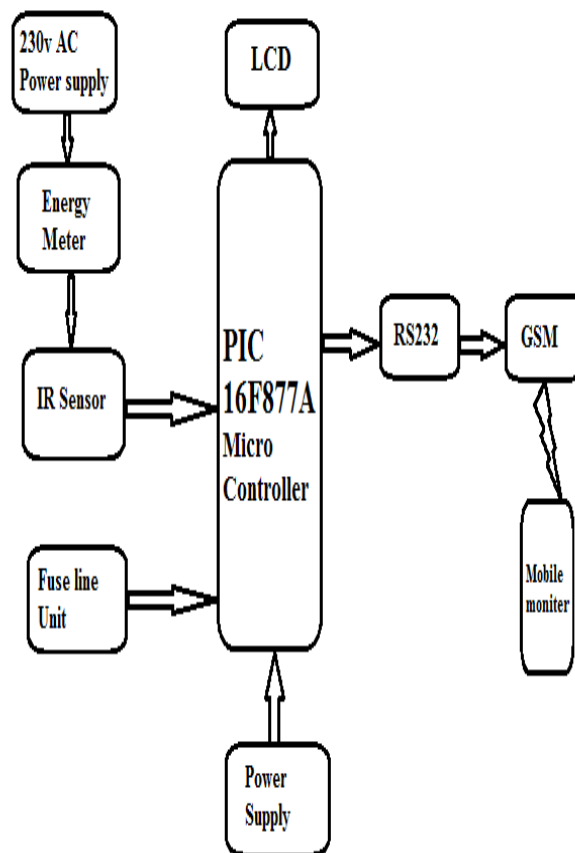 230v AC
Power supply
LCD
Energy
Meter
PIC
16F877A
Micro
Controller
RS232
GSM
IR Sensor
Fuse line
Unit
Mobile
moniter
Power
Supply